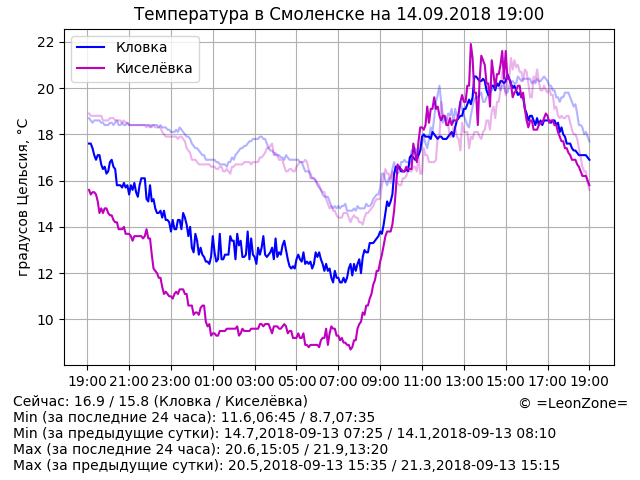 Температура в Смоленске на 14.09.2018 19:00
градусов Цельсия, °C
22
20
18
16
14
12
10
Кловка
Киселёвка
19:00 21:00 23:00 01:00 03:00 05:00 07:00 09:00 11:00 13:00 15:00 17:00 19:00
Сейчас: 16.9 / 15.8 (Кловка / Киселёвка)
© =LeonZone=
Min (за последние 24 часа): 11.6,06:45 / 8.7,07:35
Min (за предыдущие сутки): 14.7,2018-09-13 07:25 / 14.1,2018-09-13 08:10
Max (за последние 24 часа): 20.6,15:05 / 21.9,13:20
Max (за предыдущие сутки): 20.5,2018-09-13 15:35 / 21.3,2018-09-13 15:15